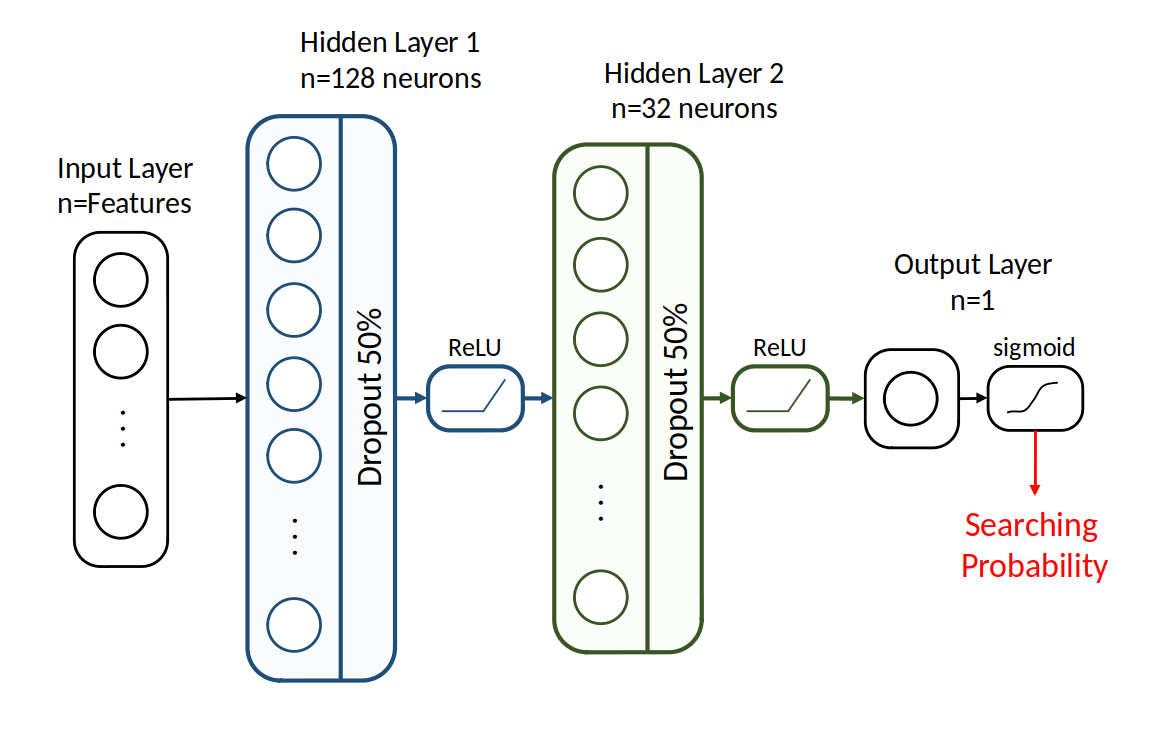 Hidden Layer 1
n=128 neurons
Hidden Layer 2
n=32 neurons
Input Layer
n=Features
Output Layer
n=1
Dropout 50%
ReLU
Dropout 50%
ReLU
sigmoid
Searching
Probability